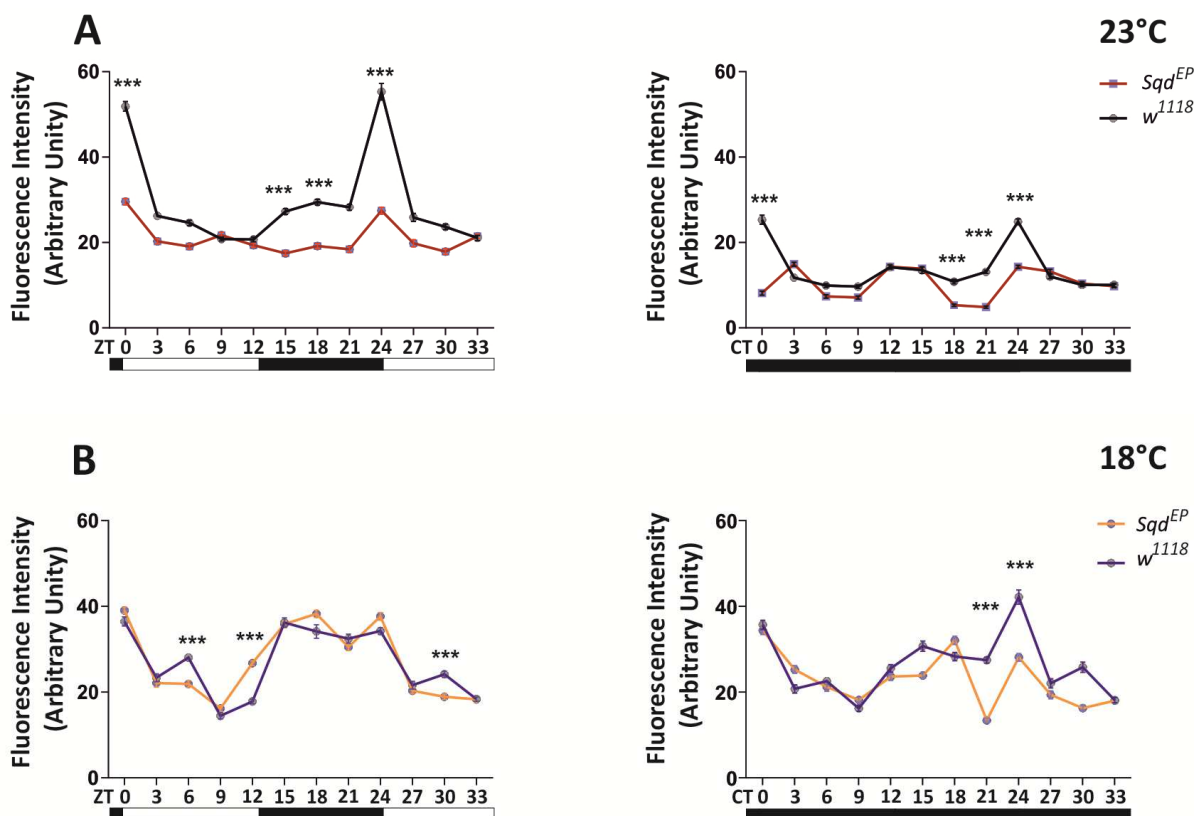 A
23°C
Sqd^EP
w^1118
Fluorescence Intensity
(Arbitrary Unity)
60
40
20
0
*** *** *** ***
ZT 0 3 6 9 12 15 18 21 24 27 30 33
Fluorescence Intensity
(Arbitrary Unity)
60
40
20
0
*** *** *** ***
CT 0 3 6 9 12 15 18 21 24 27 30 33
B
18°C
Sqd^EP
w^1118
Fluorescence Intensity
(Arbitrary Unity)
60
40
20
0
*** *** ***
ZT 0 3 6 9 12 15 18 21 24 27 30 33
Fluorescence Intensity
(Arbitrary Unity)
60
40
20
0
*** ***
CT 0 3 6 9 12 15 18 21 24 27 30 33